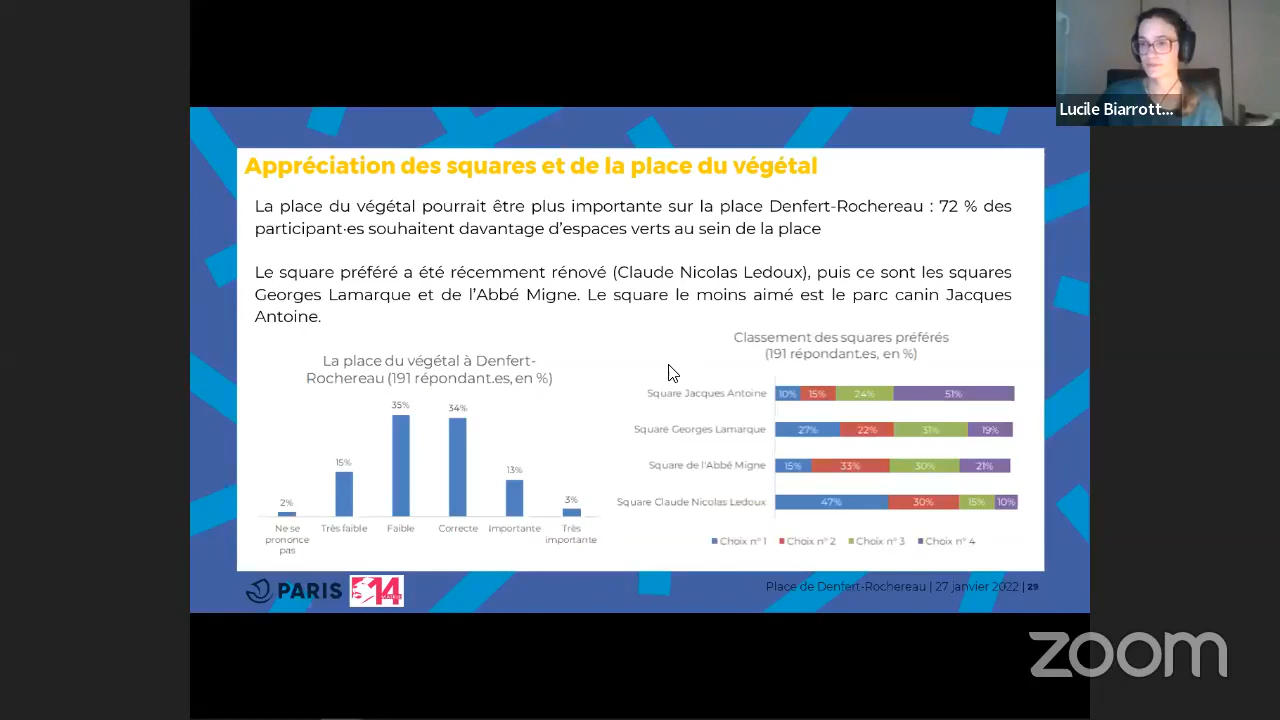 Lucile Biarrott...
Appréciation des squares et de la place du végétal
La place du végétal pourrait être plus importante sur la place Denfert-Rochereau : 72 % des
participant·es souhaitent davantage d'espaces verts au sein de la place
Le square préféré a été récemment rénové (Claude Nicolas Ledoux), puis ce sont les squares
Georges Lamarque et de l'Abbé Migne. Le square le moins aimé est le parc canin Jacques
Antoine.
La place du végétal à Denfert-
Rochereau (191 répondant.es, en %)
2%
15%
35%
34%
13%
3%
Ne se
prononce
pas
Très faible
Faible
Correcte
Importante
Très
importante
Classement des squares préférés
(191 répondant.es, en %)
Square Jacques Antoine 10% 15% 24% 51%
Square Georges Lamarque 27% 22% 31% 19%
Square de l'Abbé Migne 15% 33% 30% 21%
Square Claude Nicolas Ledoux 47% 30% 15% 10%
Choix n° 1 Choix n° 2 Choix n° 3 Choix n° 4
PARIS
MAIRIE 14
Place de Denfert-Rochereau | 27 janvier 2022 | 29
zoom